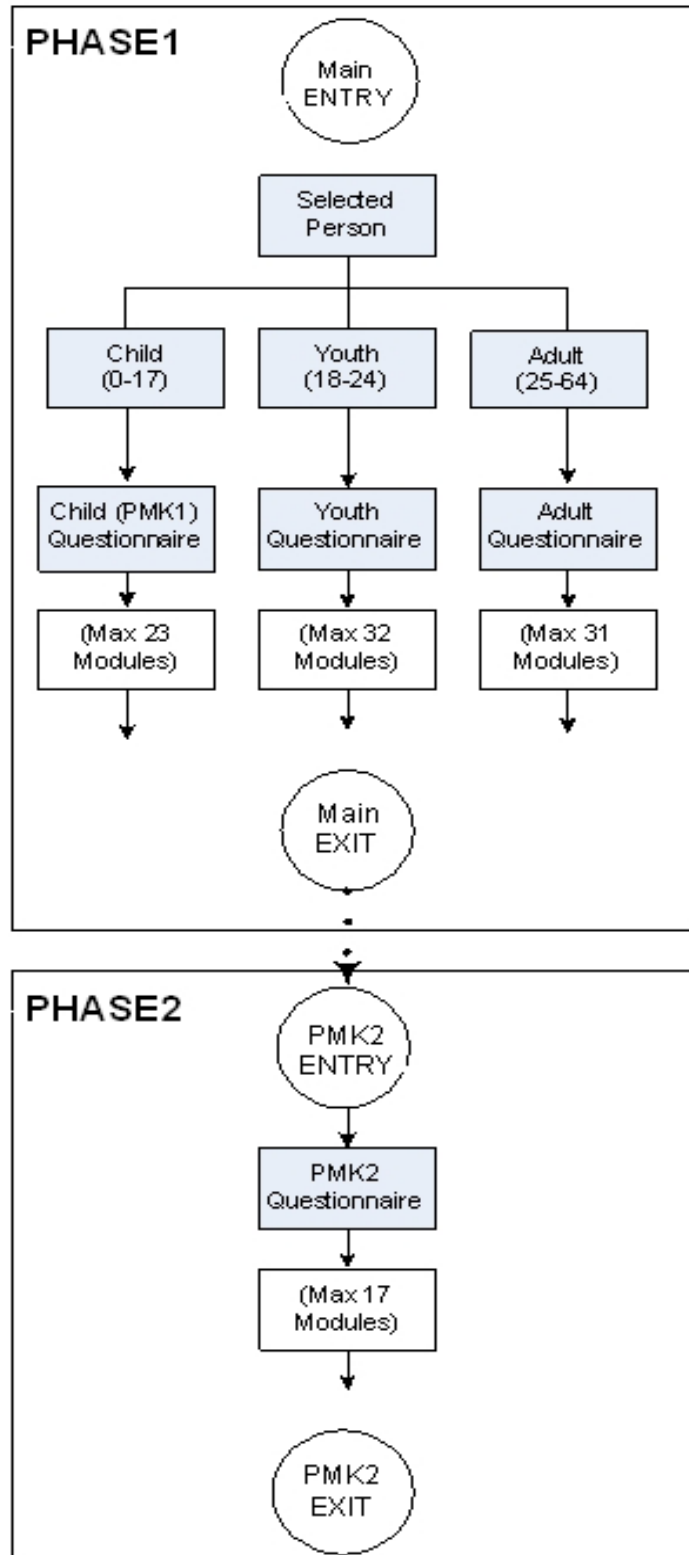 PHASE1
Main
ENTRY
Selected
Person
Child
(0-17)
Youth
(18-24)
Adult
(25-64)
Child (PMK1)
Questionnaire
Youth
Questionnaire
Adult
Questionnaire
(Max 23
Modules)
(Max 32
Modules)
(Max 31
Modules)
Main
EXIT
PHASE2
PMK2
ENTRY
PMK2
Questionnaire
(Max 17
Modules)
PMK2
EXIT